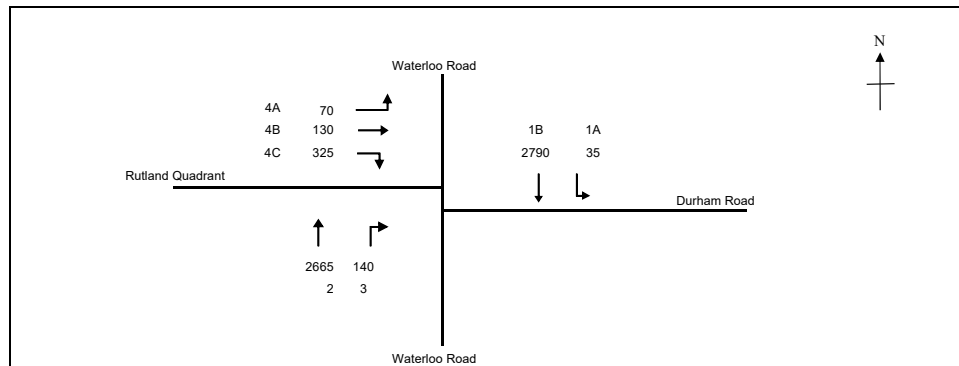 N
Waterloo Road
4A 70
4B 130 1B 1A
4C 325 2790 35
Rutland Quadrant
Durham Road
2665 140
2 3
Waterloo Road